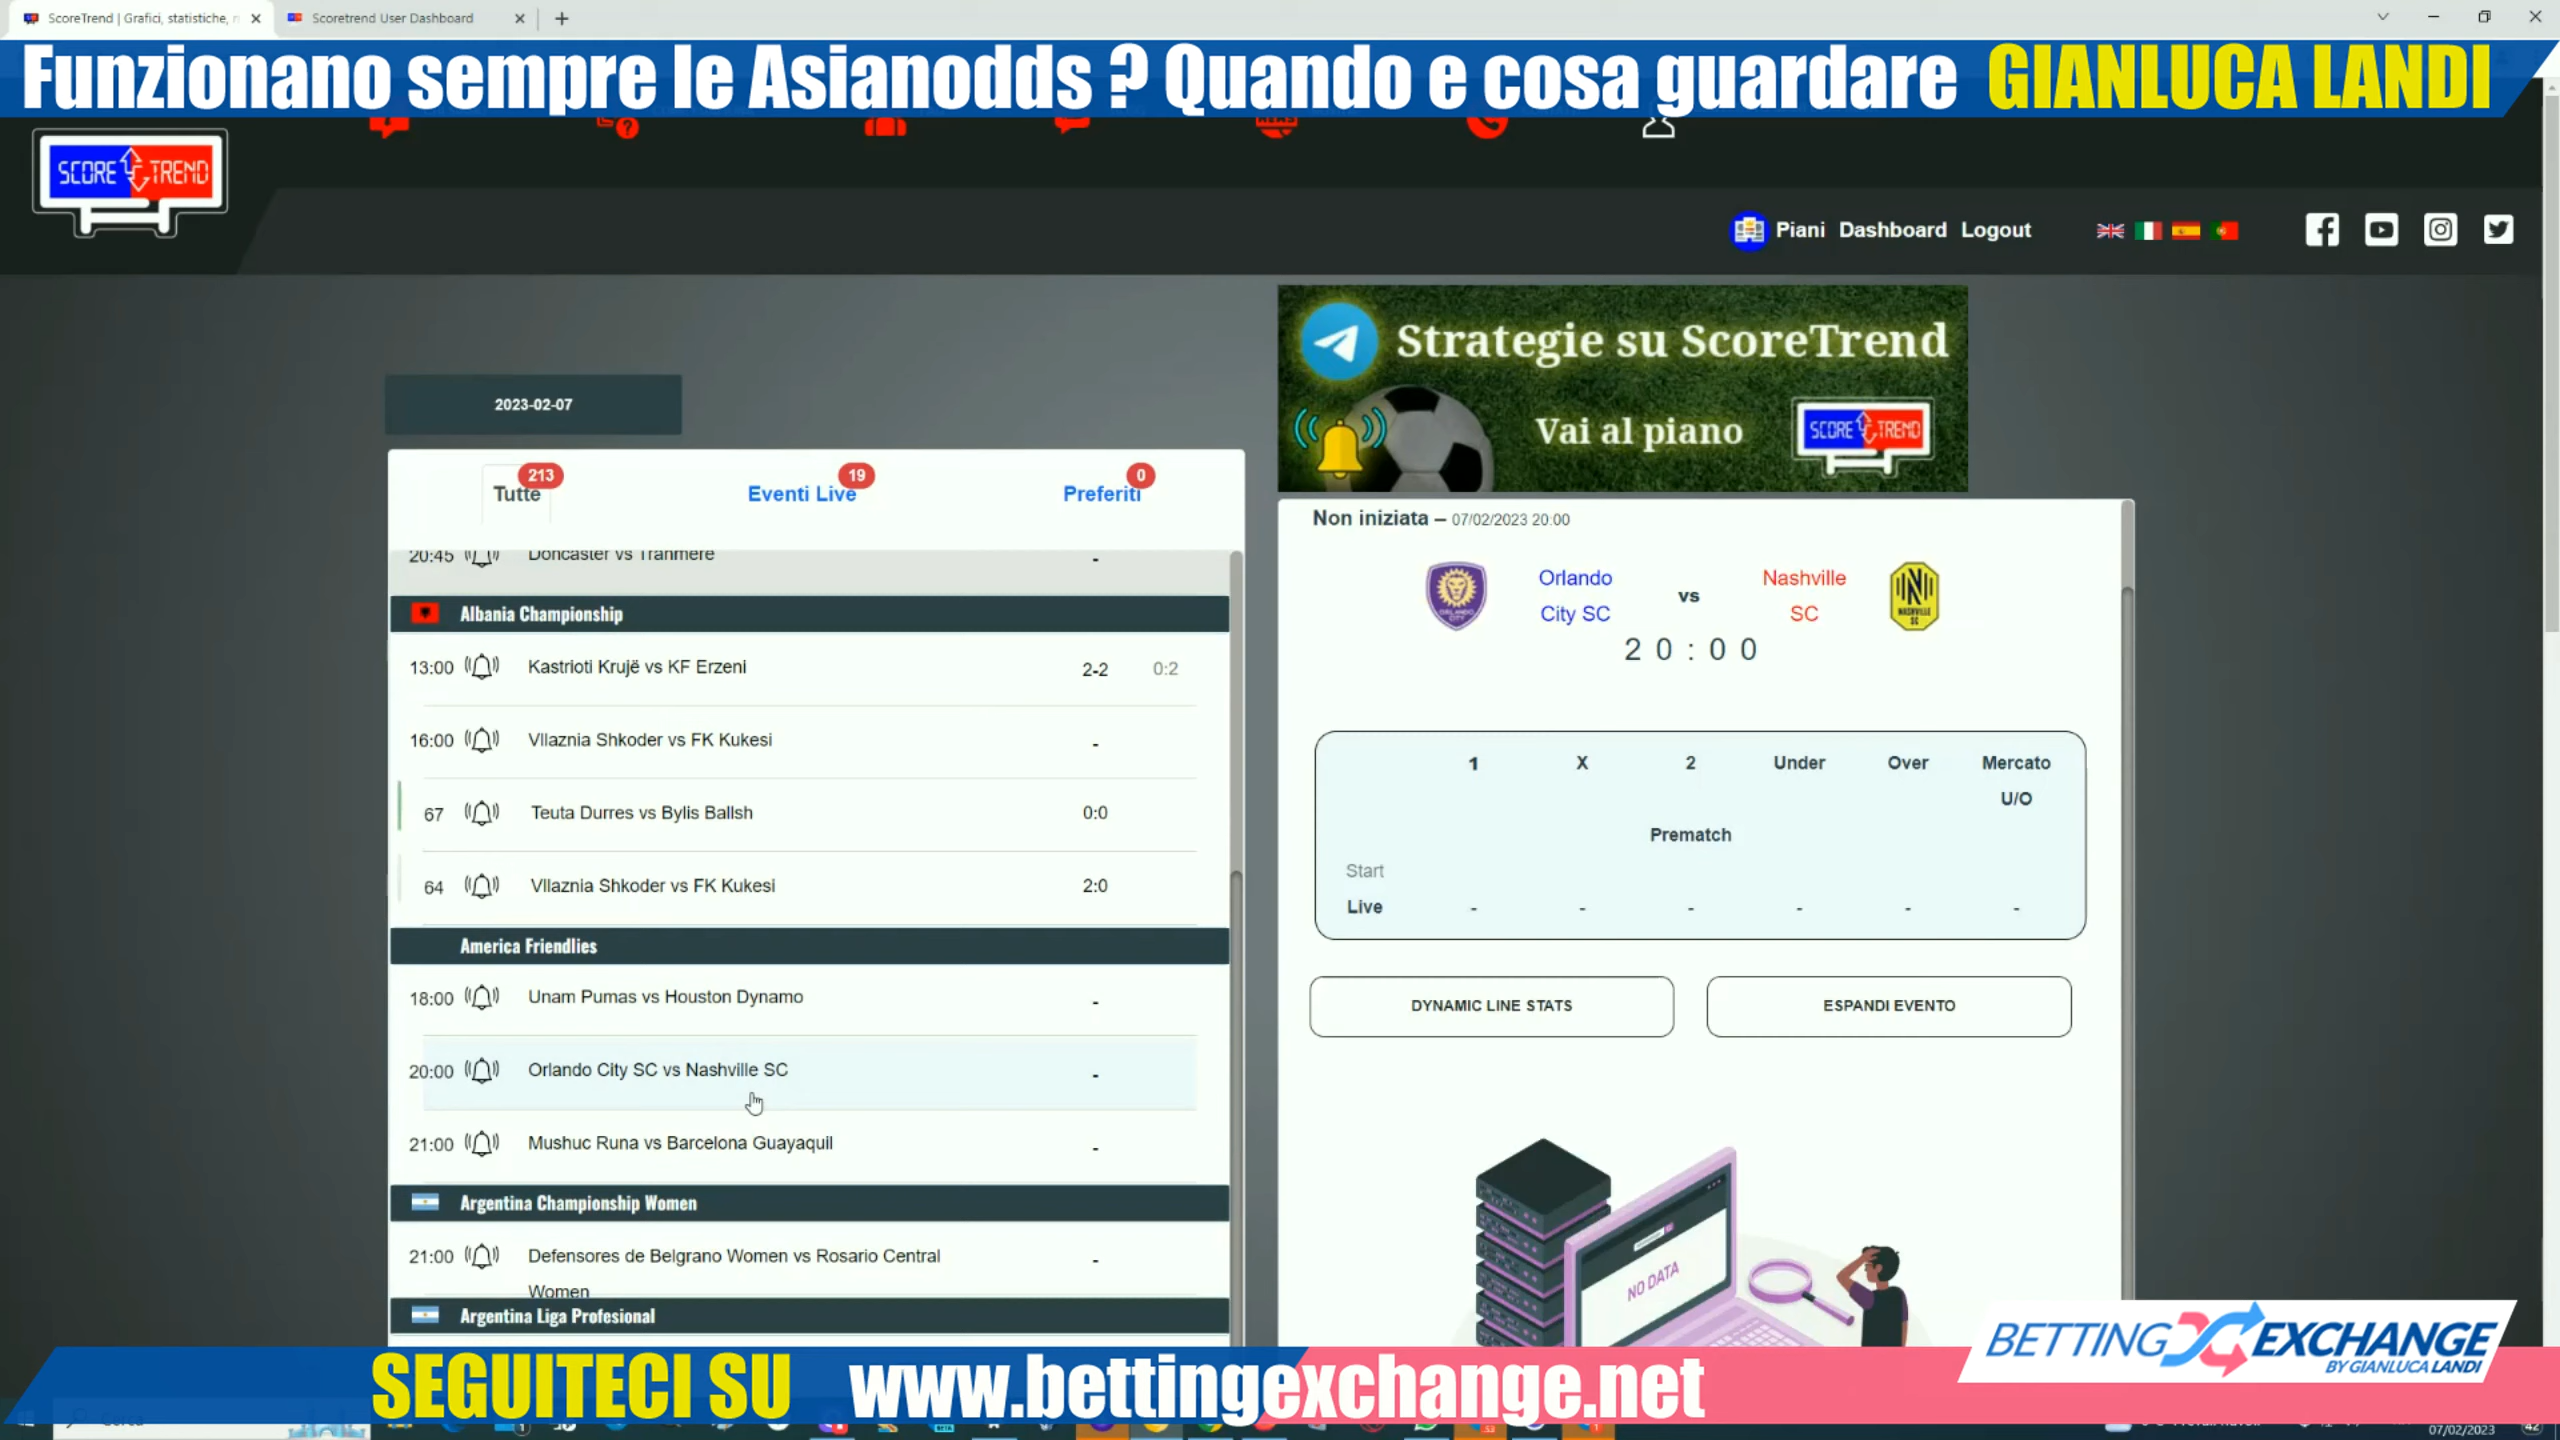 ScoreTrend | Grafici, statistiche, r
Scoretrend User Dashboard
Funzionano sempre le Asianodds ? Quando e cosa guardare GIANLUCA LANDI
SCORE TREND
Piani Dashboard Logout
Strategie su ScoreTrend
Vai al piano
SCORE TREND
2023-02-07
Tutte 213
Eventi Live 19
Preferiti 0
20:45 Doncaster vs Tranmere -
Albania Championship
13:00 Kastrioti Krujë vs KF Erzeni 2-2 0:2
16:00 Vllaznia Shkoder vs FK Kukesi -
67 Teuta Durres vs Bylis Ballsh 0:0
64 Vllaznia Shkoder vs FK Kukesi 2:0
America Friendlies
18:00 Unam Pumas vs Houston Dynamo -
20:00 Orlando City SC vs Nashville SC -
21:00 Mushuc Runa vs Barcelona Guayaquil -
Argentina Championship Women
21:00 Defensores de Belgrano Women vs Rosario Central -
Women
Argentina Liga Profesional
Non iniziata – 07/02/2023 20:00
Orlando
City SC
vs
Nashville
SC
20:00
1 X 2 Under Over Mercato
U/O
Prematch
Start
Live - - - - - -
DYNAMIC LINE STATS
ESPANDI EVENTO
NO DATA
BETTING EXCHANGE
BY GIANLUCA LANDI
SEGUITECI SU www.bettingexchange.net
07/02/2023